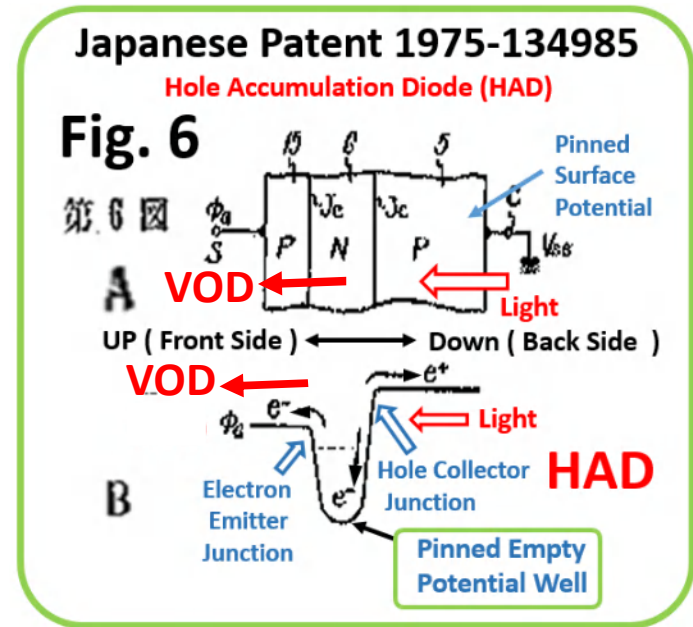 Japanese Patent 1975-134985
Hole Accumulation Diode (HAD)
Fig. 6
第 6 図
15 6 5
Pinned
Surface
Potential
φG
S
Jc
Jc
C
P N P
VSS
A
VOD
Light
UP ( Front Side )
Down ( Back Side )
VOD
e+
φG
e-
Light
Electron
Emitter
Junction
e-
Hole Collector
Junction
HAD
B
Pinned Empty
Potential Well